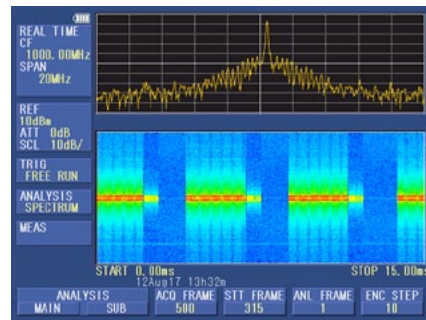 REAL TIME
CF
1000.00MHz
SPAN
20MHz
REF
10dBm
ATT 0dB
SCL 10dB/
TRIG
FREE RUN
ANALYSIS
SPECTRUM
MEAS
START 0.00ms
STOP 15.00ms
12Aug17 13h32m
ANALYSIS
MAIN SUB
ACQ FRAME
500
STT FRAME
315
ANL FRAME
1
ENC STEP
10